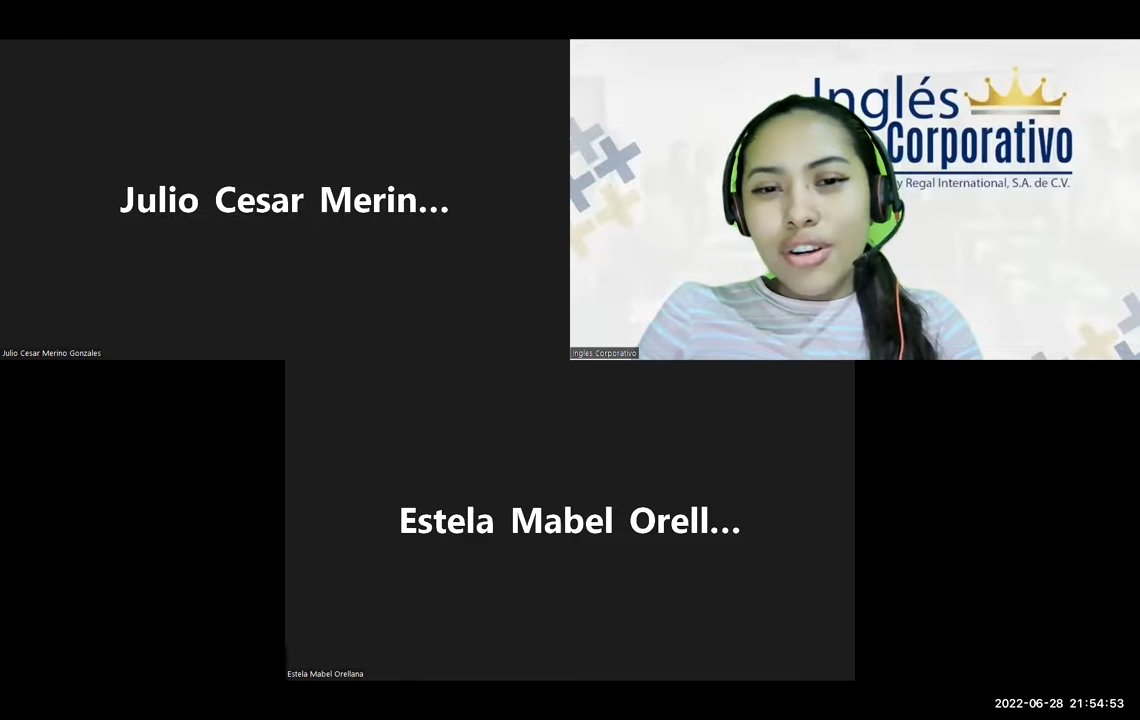 Julio Cesar Merin...
Julio Cesar Merino Gonzales
Inglés
Corporativo
y Regal International, S.A. de C.V.
Inglés Corporativo
Estela Mabel Orell...
Estela Mabel Orellana
2022-06-28 21:54:53